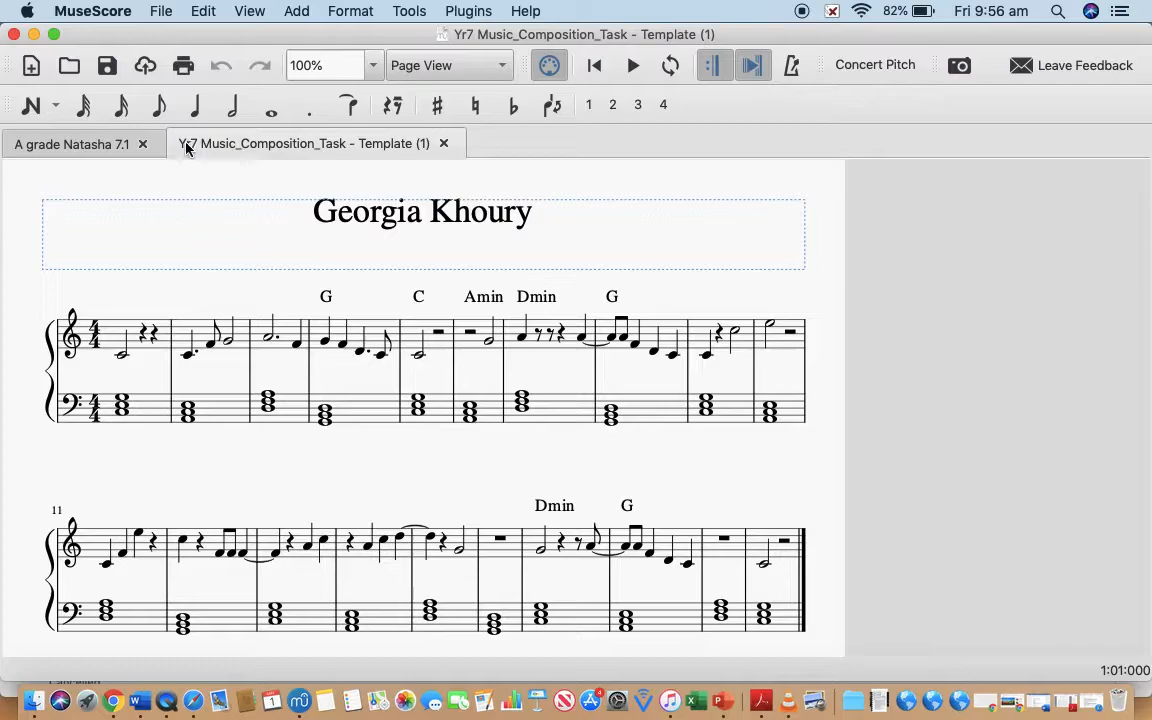 MuseScore File Edit View Add Format Tools Plugins Help 82% Fri 9:56 am
Yr7 Music_Composition_Task - Template (1)
100% Page View Concert Pitch Leave Feedback
1 2 3 4
A grade Natasha 7.1 Yr7 Music_Composition_Task - Template (1)
Georgia Khoury
G C Amin Dmin G
11
Dmin G
1:01:000